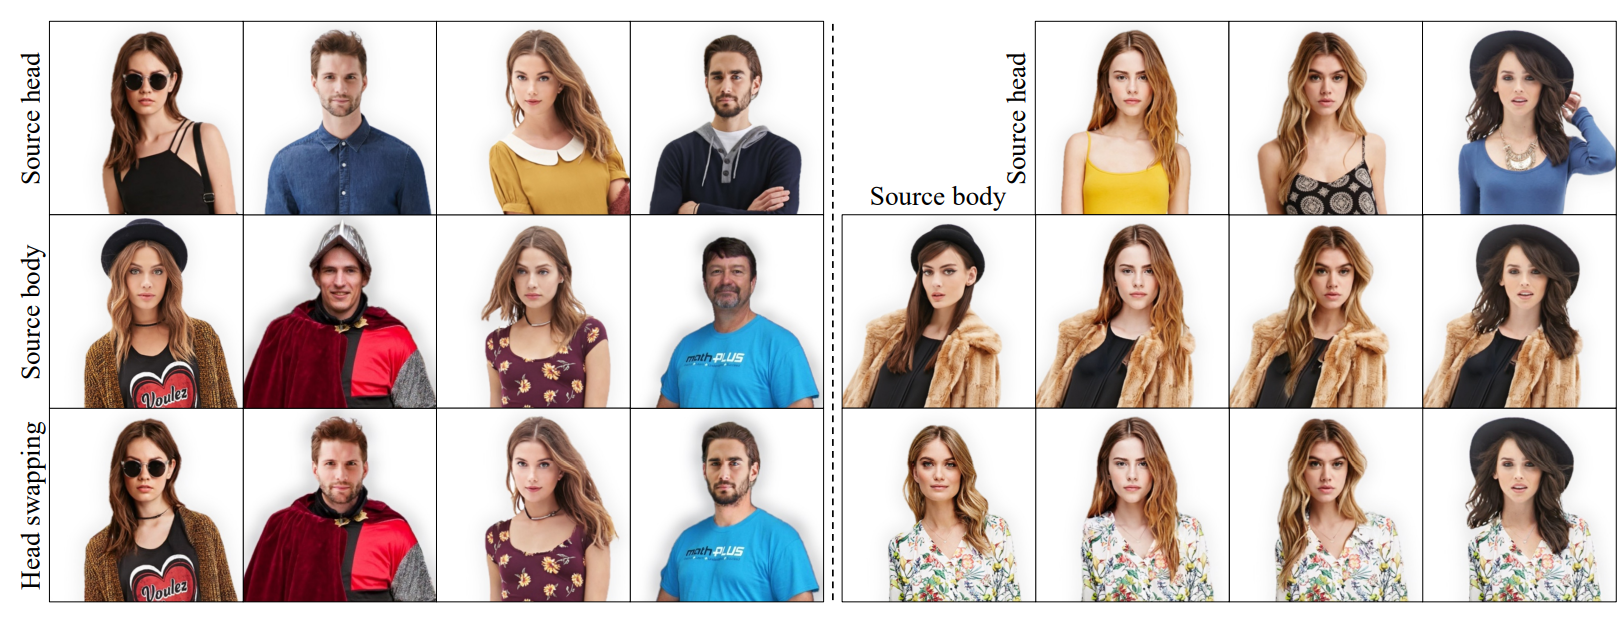 Source head
Source body
Head swapping
Source head
Source body
Voulez
math PLUS
Voulez
math PLUS